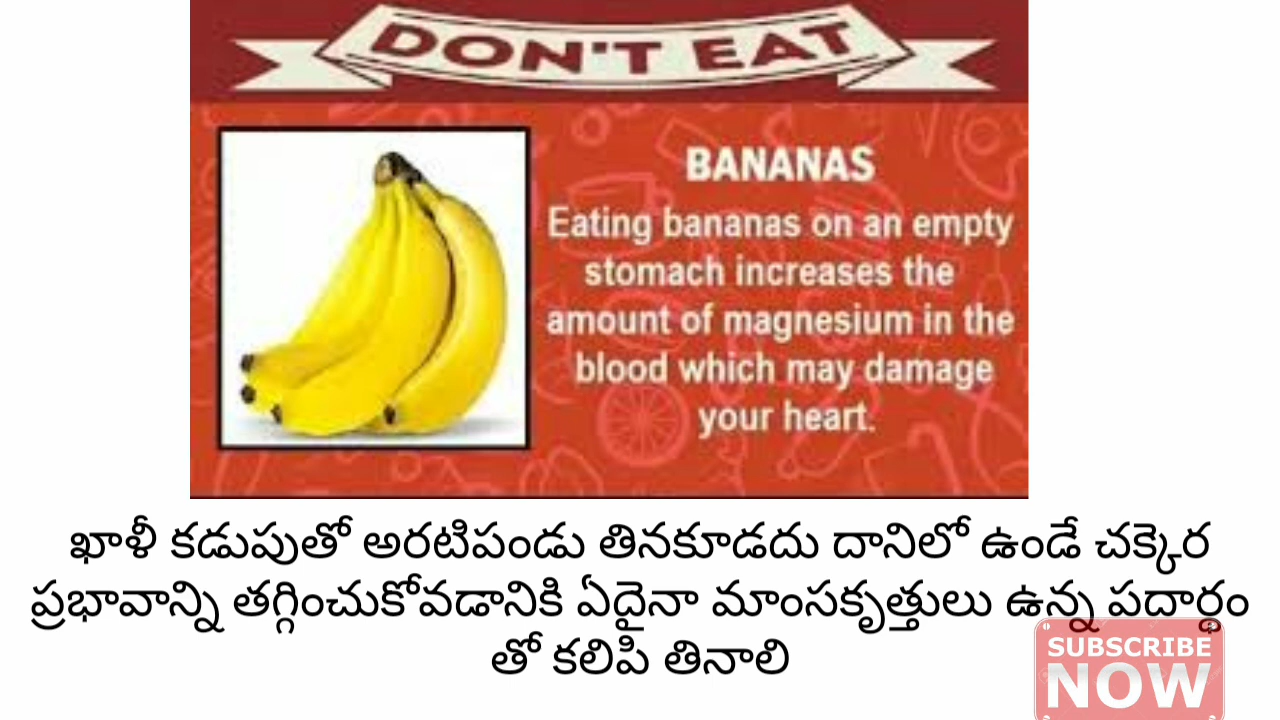 DON'T EAT
BANANAS
Eating bananas on an empty
stomach increases the
amount of magnesium in the
blood which may damage
your heart.
ఖాళీ కడుపుతో అరటిపండు తినకూడదు దానిలో ఉండే చక్కెర
ప్రభావాన్ని తగ్గించుకోవడానికి ఏదైనా మాంసకృత్తులు ఉన్న పదార్థం
తో కలిపి తినాలి
SUBSCRIBE
NOW